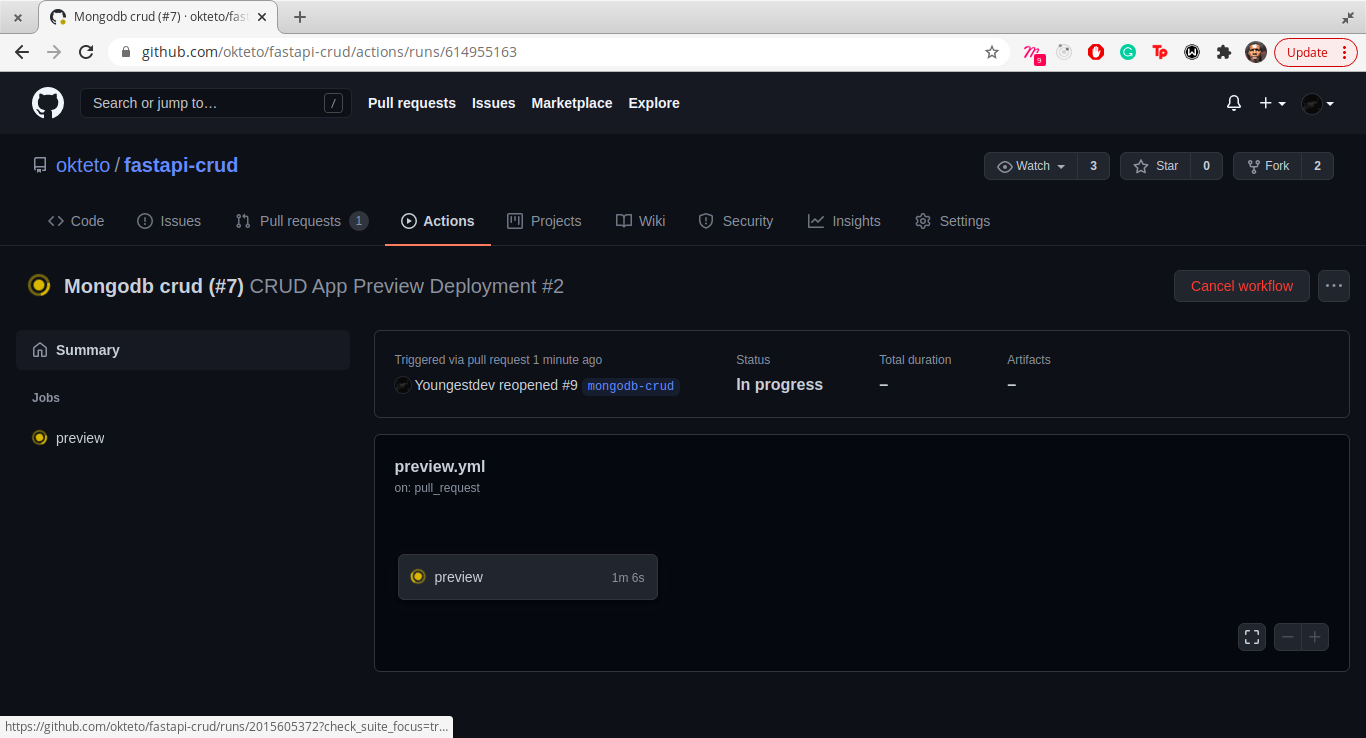 Mongodb crud (#7) · okteto/fas
github.com/okteto/fastapi-crud/actions/runs/614955163
9
Tp
Update
Search or jump to…
/
Pull requests
Issues
Marketplace
Explore
okteto / fastapi-crud
Watch 3
Star 0
Fork 2
Code
Issues
Pull requests 1
Actions
Projects
Wiki
Security
Insights
Settings
Mongodb crud (#7) CRUD App Preview Deployment #2
Cancel workflow
Summary
Jobs
preview
Triggered via pull request 1 minute ago
Youngestdev reopened #9 mongodb-crud
Status
In progress
Total duration
–
Artifacts
–
preview.yml
on: pull_request
preview
1m 6s
https://github.com/okteto/fastapi-crud/runs/2015605372?check_suite_focus=tr...